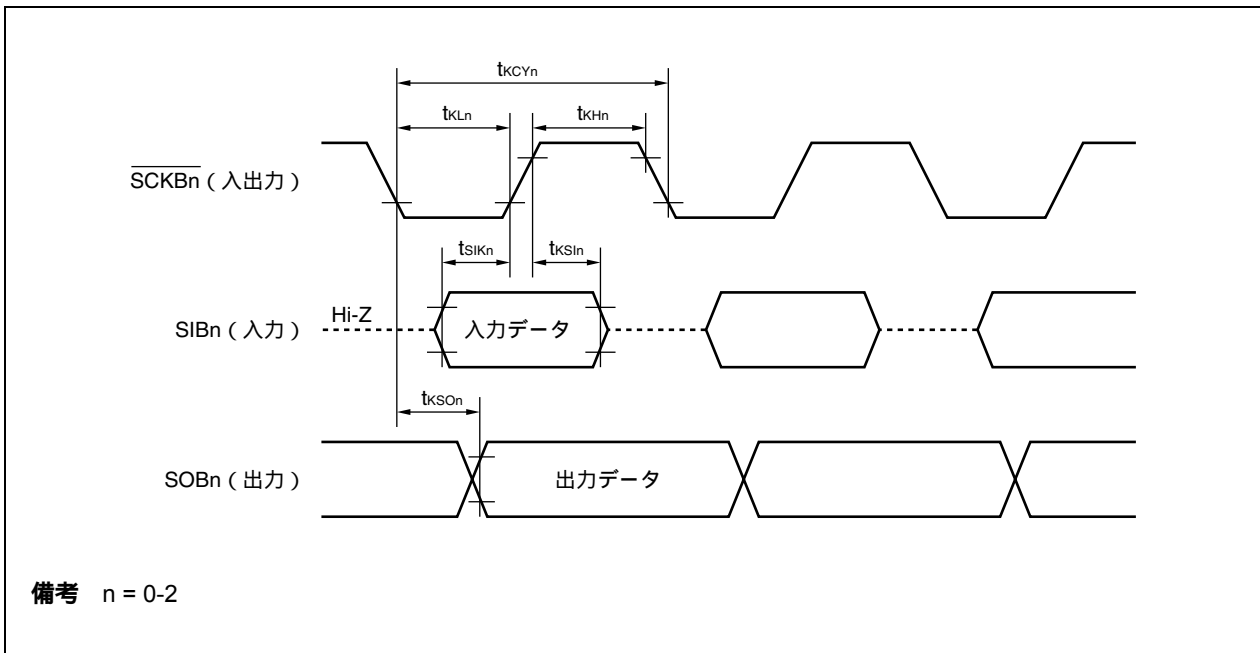 tKCYn
tKLn
tKHn
SCKBn（入出力）
tSIKn
tKSIn
Hi-Z
SIBn（入力）
入力データ
tKSOn
SOBn（出力）
出力データ
備考 n = 0-2